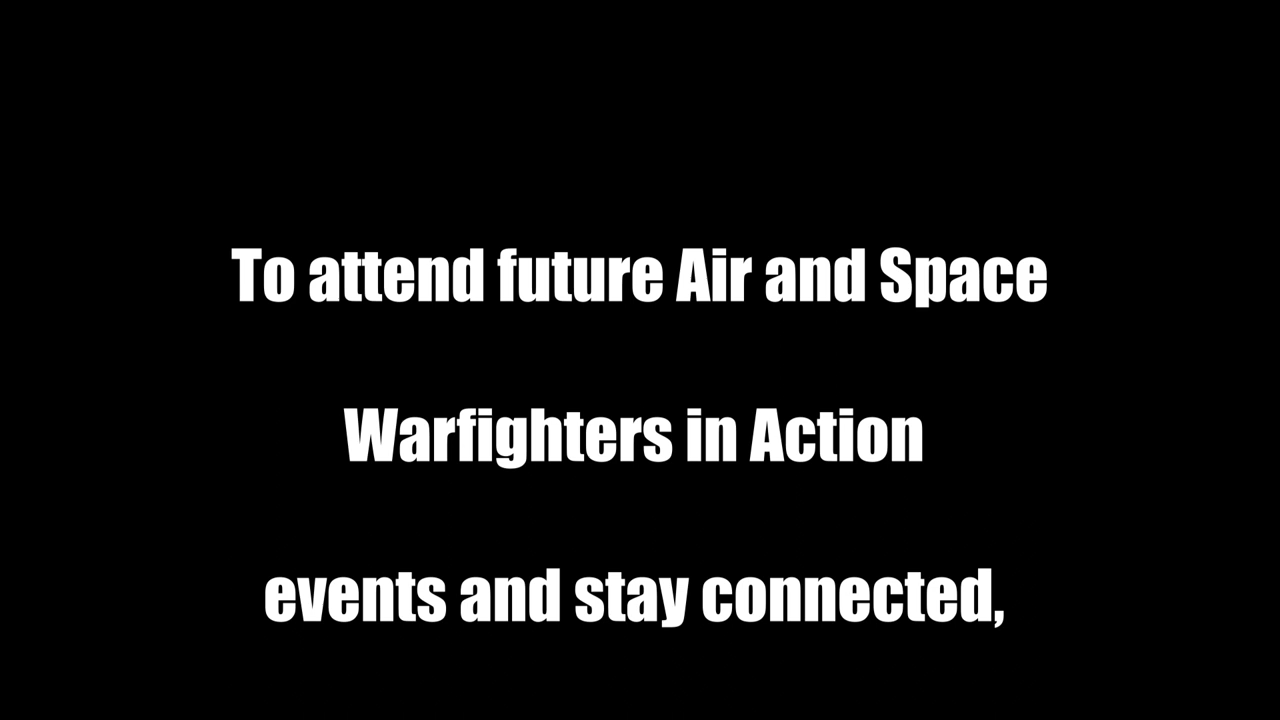 To attend future Air and Space
Warfighters in Action
events and stay connected,